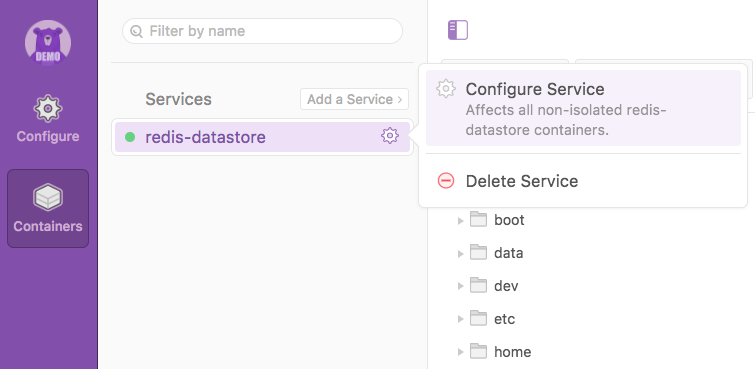 DEMO
Configure
Containers
Filter by name
Services
Add a Service ›
redis-datastore
Configure Service
Affects all non-isolated redis-
datastore containers.
Delete Service
boot
data
dev
etc
home